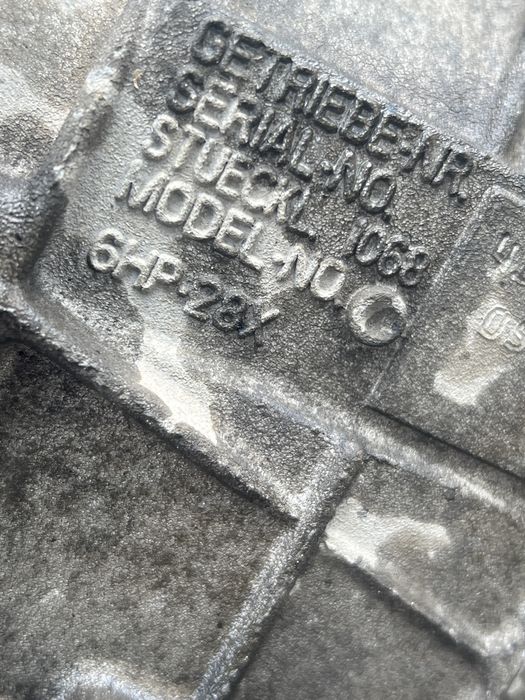 GETRIEBE-NR.
SERIAL-NO.
STUECKL. 1068
MODEL-NO.
6HP-28X